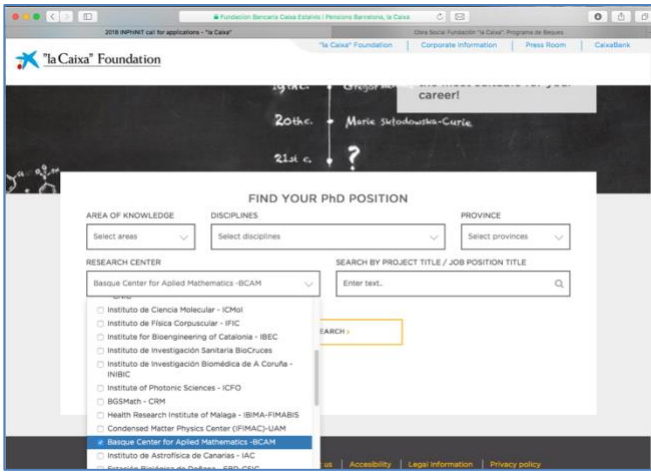 Fundación Bancaria Caixa Estalvis i Pensions Barcelona, la Caixa
2018 INPhINIT call for applications - "la Caixa"
Obra Social Fundación "la Caixa". Programa de Beques
"la Caixa" Foundation
Corporate Information
Press Room
CaixaBank
"la Caixa" Foundation
career!
20th c.
Marie Skłodowska-Curie
21st c.
?
FIND YOUR PhD POSITION
AREA OF KNOWLEDGE
DISCIPLINES
PROVINCE
Select areas
Select disciplines
Select provinces
RESEARCH CENTER
SEARCH BY PROJECT TITLE / JOB POSITION TITLE
Basque Center for Aplied Mathematics -BCAM
Enter text..
Instituto de Ciencia Molecular - ICMol
Instituto de Física Corpuscular - IFIC
EARCH ›
Institute for Bioengineering of Catalonia - IBEC
Instituto de Investigación Sanitaria BioCruces
Instituto de Investigación Biomédica de A Coruña -
INIBIC
Institute of Photonic Sciences - ICFO
BGSMath - CRM
Health Research Institute of Malaga - IBIMA-FIMABIS
Condensed Matter Physics Center (IFIMAC)-UAM
Basque Center for Aplied Mathematics -BCAM
Instituto de Astrofísica de Canarias - IAC
us
Accesibility
Legal Information
Privacy policy